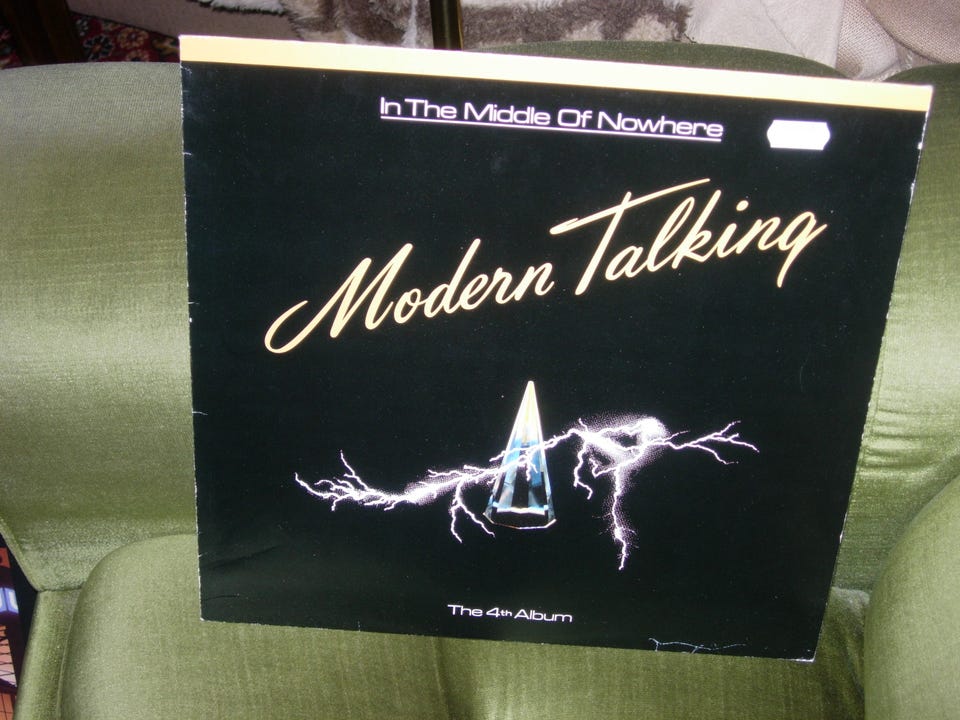 In The Middle Of Nowhere
Modern Talking
The 4th Album